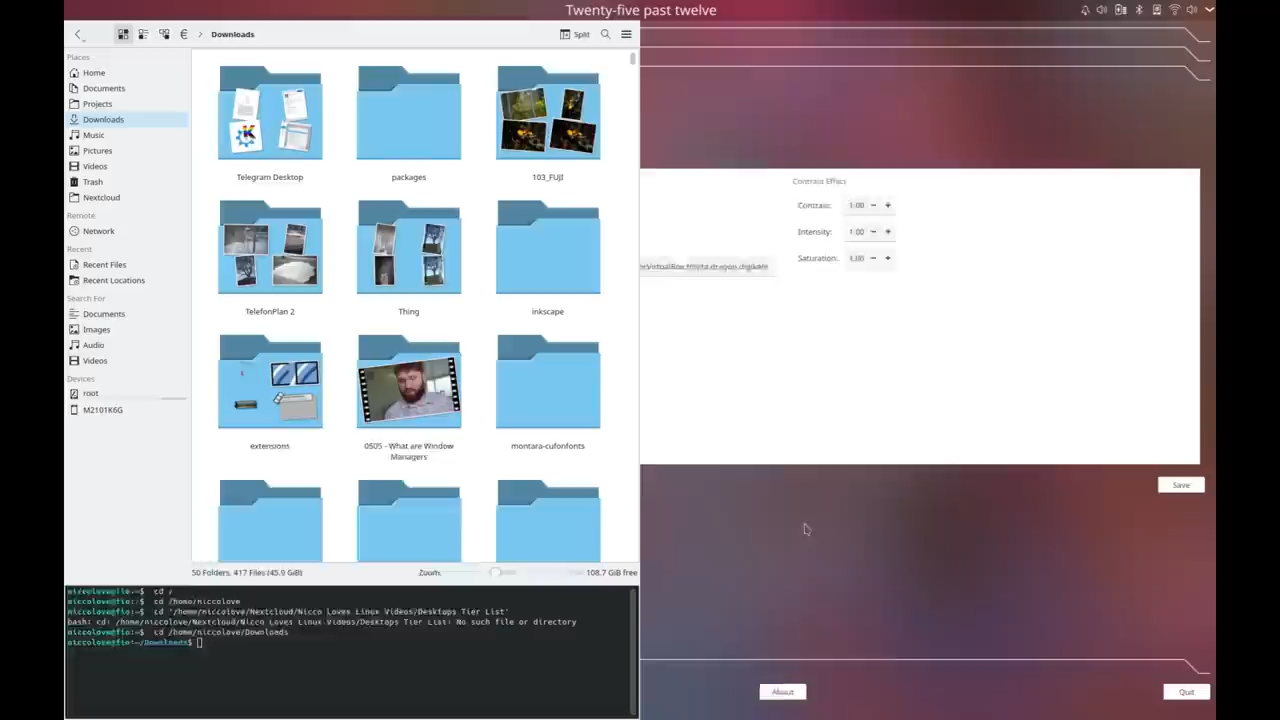 Twenty-five past twelve
Downloads
Split
Places
Home
Documents
Projects
Downloads
Music
Pictures
Videos
Trash
Nextcloud
Remote
Network
Recent
Recent Files
Recent Locations
Search For
Documents
Images
Audio
Videos
Devices
root
M2101K6G
Telegram Desktop
packages
103_FUJI
TelefonPlan 2
Thing
inkscape
extensions
0505 - What are Window
Managers
montara-cufonfonts
50 Folders, 417 Files (45.9 GiB)
Zoom:
108.7 GiB free
niccolove@fio:~$ cd /
niccolove@fio:/$ cd /home/niccolove
niccolove@fio:~$ cd '/home/niccolove/Nextcloud/Nicco Loves Linux Videos/Desktops Tier List'
bash: cd: /home/niccolove/Nextcloud/Nicco Loves Linux Videos/Desktops Tier List: No such file or directory
niccolove@fio:~$ cd /home/niccolove/Downloads
niccolove@fio:~/Downloads$
Contrast Effect
Contrast: 1.00 - +
Intensity: 1.00 - +
Saturation: 1.00 - +
Save
About
Quit